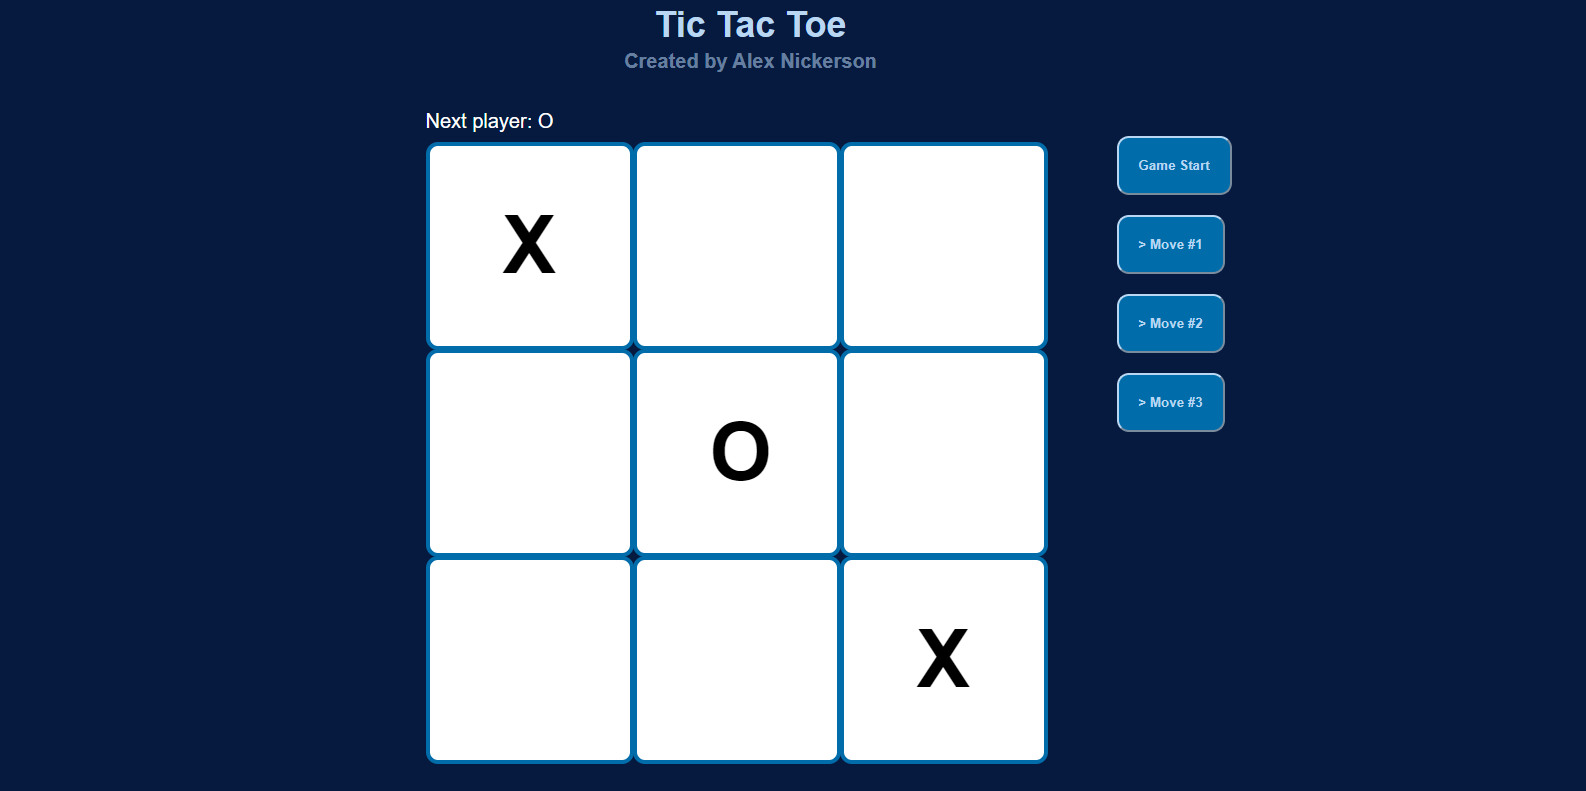 Tic Tac Toe
Created by Alex Nickerson
Next player: O
X
O
X
Game Start
> Move #1
> Move #2
> Move #3